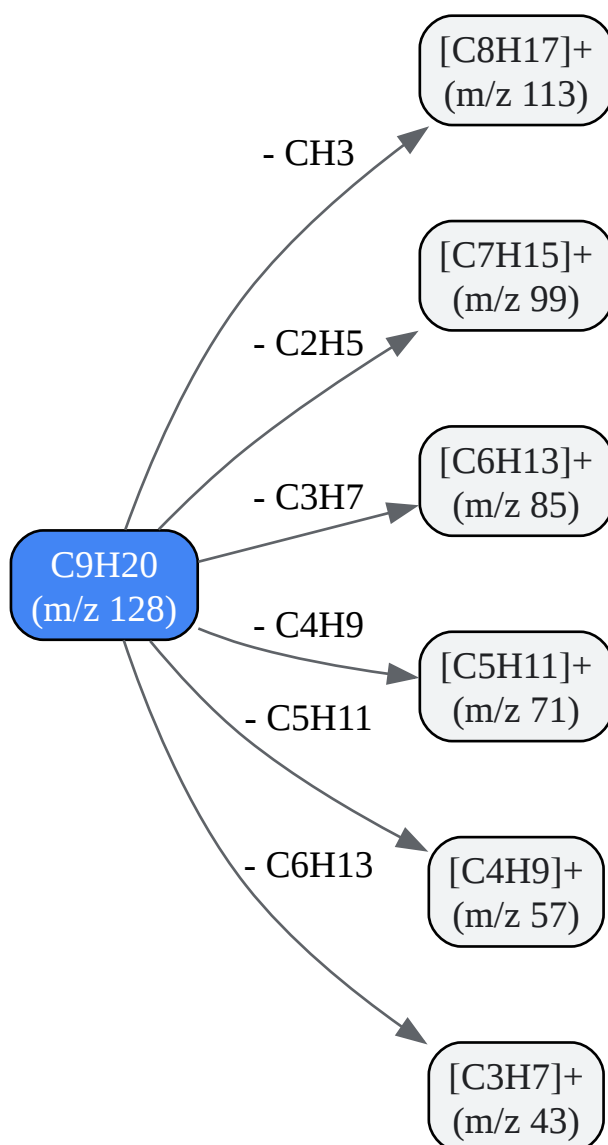 [C8H17]+
(m/z 113)
- CH3
[C7H15]+
(m/z 99)
- C2H5
[C6H13]+
(m/z 85)
- C3H7
C9H20
(m/z 128)
- C4H9
[C5H11]+
(m/z 71)
- C5H11
- C6H13
[C4H9]+
(m/z 57)
[C3H7]+
(m/z 43)